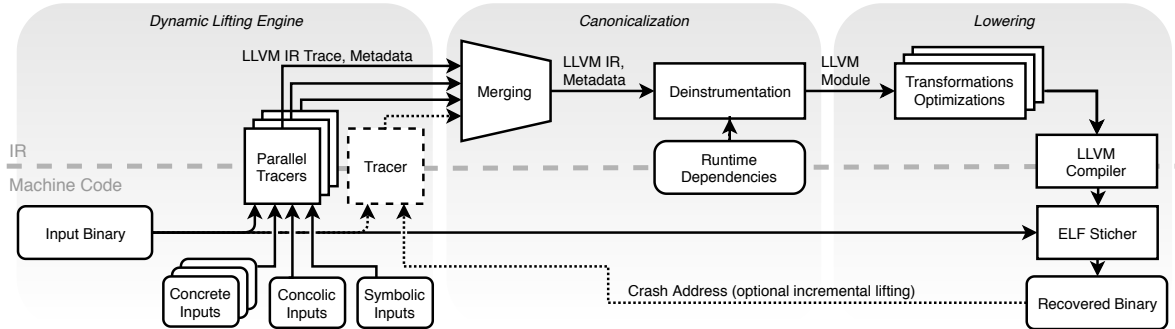 Dynamic Lifting Engine
Canonicalization
Lowering
LLVM IR Trace, Metadata
Merging
LLVM IR,
Metadata
Deinstrumentation
LLVM
Module
Transformations
Optimizations
IR
Machine Code
Parallel
Tracers
Tracer
Runtime
Dependencies
LLVM
Compiler
Input Binary
ELF Sticher
Concrete
Inputs
Concolic
Inputs
Symbolic
Inputs
Crash Address (optional incremental lifting)
Recovered Binary